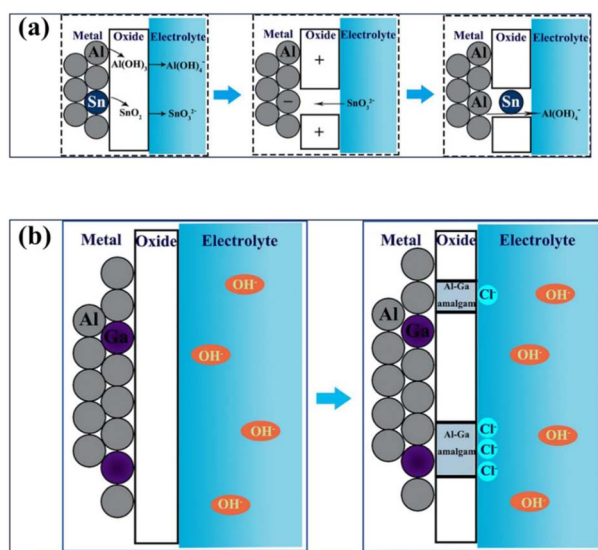 (a)
Metal Oxide Electrolyte
Al
Al(OH)₃ Al(OH)₄⁻
Sn
SnO₂ SnO₃²⁻
Metal Oxide Electrolyte
Al +
− SnO₃²⁻
+
Metal Oxide Electrolyte
Al
Al Sn
Al(OH)₄⁻
(b)
Metal Oxide Electrolyte
OH⁻
Al
Ga
OH⁻
OH⁻
OH⁻
Metal Oxide Electrolyte
Al-Ga
amalgam
Cl⁻
OH⁻
Al
Ga
OH⁻
Al-Ga
amalgam
Cl⁻
Cl⁻
Cl⁻
OH⁻
OH⁻